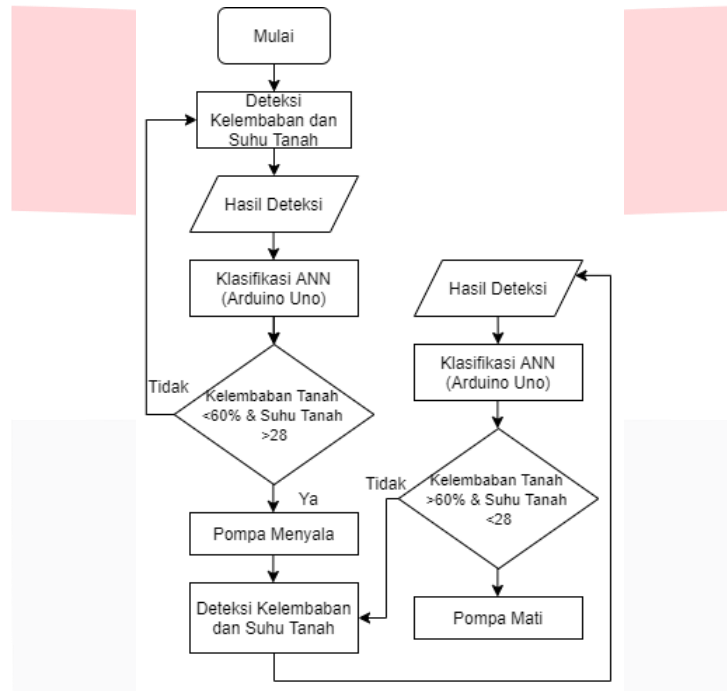 Mulai
Deteksi
Kelembaban dan
Suhu Tanah
Hasil Deteksi
Klasifikasi ANN
(Arduino Uno)
Tidak
Kelembaban Tanah
<60% & Suhu Tanah
>28
Ya
Pompa Menyala
Deteksi Kelembaban
dan Suhu Tanah
Hasil Deteksi
Klasifikasi ANN
(Arduino Uno)
Tidak
Kelembaban Tanah
>60% & Suhu Tanah
<28
Pompa Mati